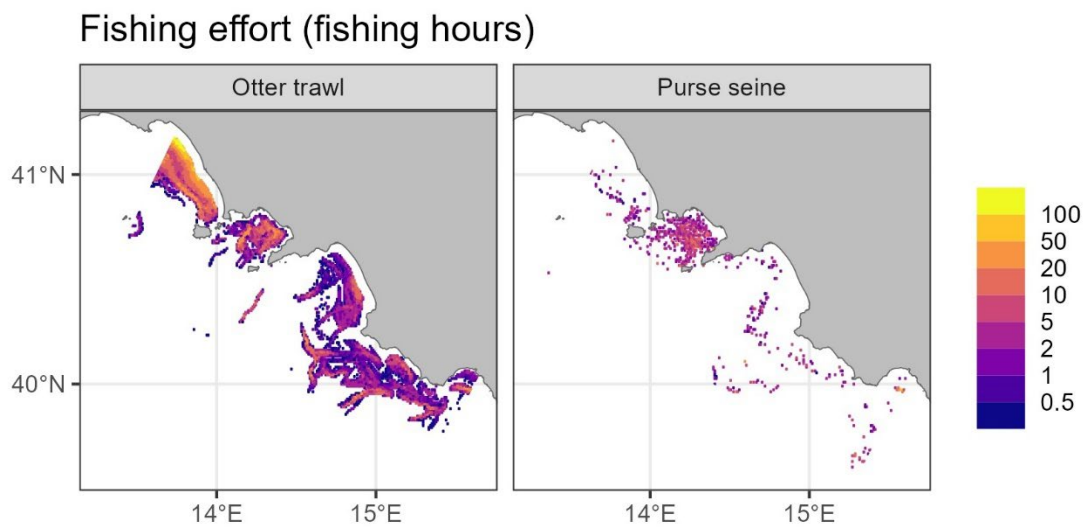 Fishing effort (fishing hours)
Otter trawl
Purse seine
41°N
40°N
14°E
15°E
14°E
15°E
100
50
20
10
5
2
1
0.5